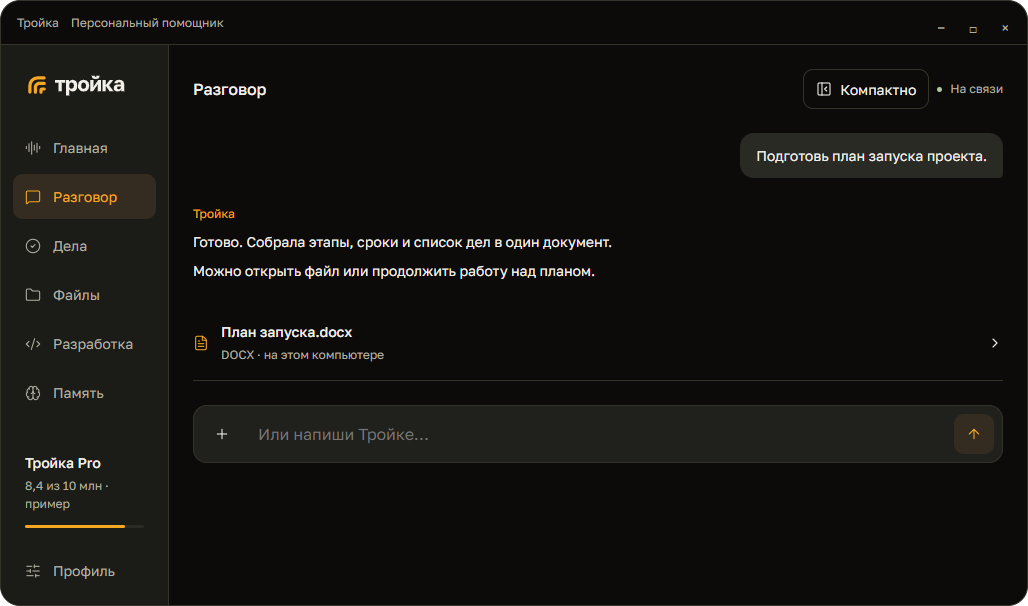 Тройка Персональный помощник
тройка
Главная
Разговор
Дела
Файлы
Разработка
Память
Тройка Pro
8,4 из 10 млн ·
пример
Профиль
Разговор
Компактно
На связи
Подготовь план запуска проекта.
Тройка
Готово. Собрала этапы, сроки и список дел в один документ.
Можно открыть файл или продолжить работу над планом.
План запуска.docx
DOCX · на этом компьютере
Или напиши Тройке...